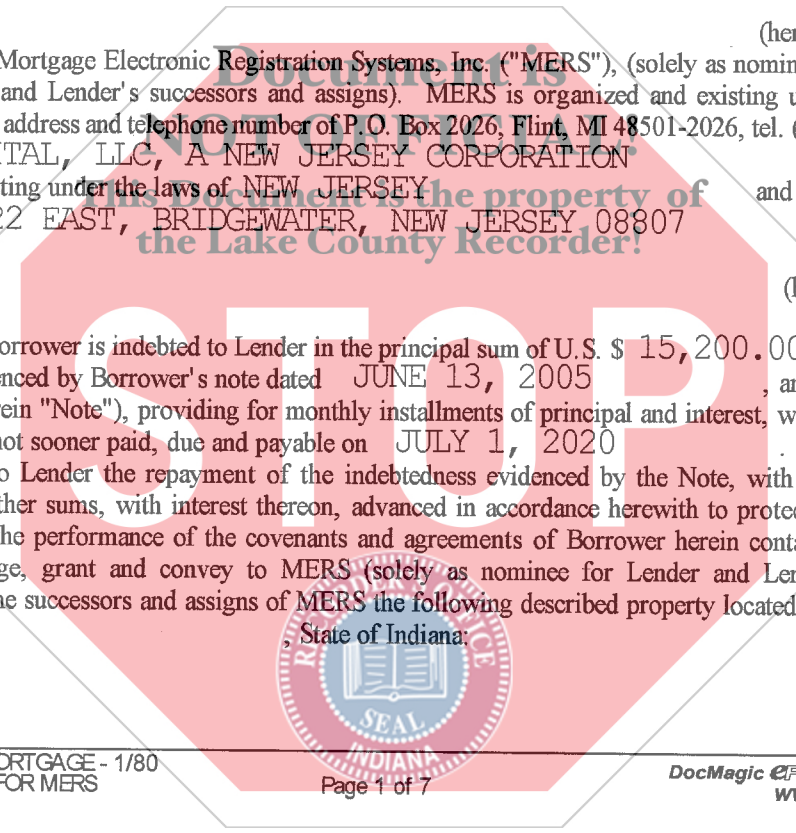 (her
Mortgage Electronic Registration Systems, Inc. ("MERS"), (solely as nomin
and Lender's successors and assigns). MERS is organized and existing u
address and telephone number of P.O. Box 2026, Flint, MI 48501-2026, tel. (
ITAL, LLC, A NEW JERSEY CORPORATION
ting under the laws of NEW JERSEY and
22 EAST, BRIDGEWATER, NEW JERSEY 08807
Document is
NOT OFFICIAL!
This Document is the property of
the Lake County Recorder!
(L
orrower is indebted to Lender in the principal sum of U.S. $ 15,200.00
enced by Borrower's note dated JUNE 13, 2005 , an
rein "Note"), providing for monthly installments of principal and interest, w
not sooner paid, due and payable on JULY 1, 2020 .
o Lender the repayment of the indebtedness evidenced by the Note, with
ther sums, with interest thereon, advanced in accordance herewith to protec
he performance of the covenants and agreements of Borrower herein conta
ge, grant and convey to MERS (solely as nominee for Lender and Len
he successors and assigns of MERS the following described property located
, State of Indiana:
STOP
RECORDER'S OFFICE
SEAL
INDIANA
ORTGAGE - 1/80
FOR MERS
Page 1 of 7
DocMagic